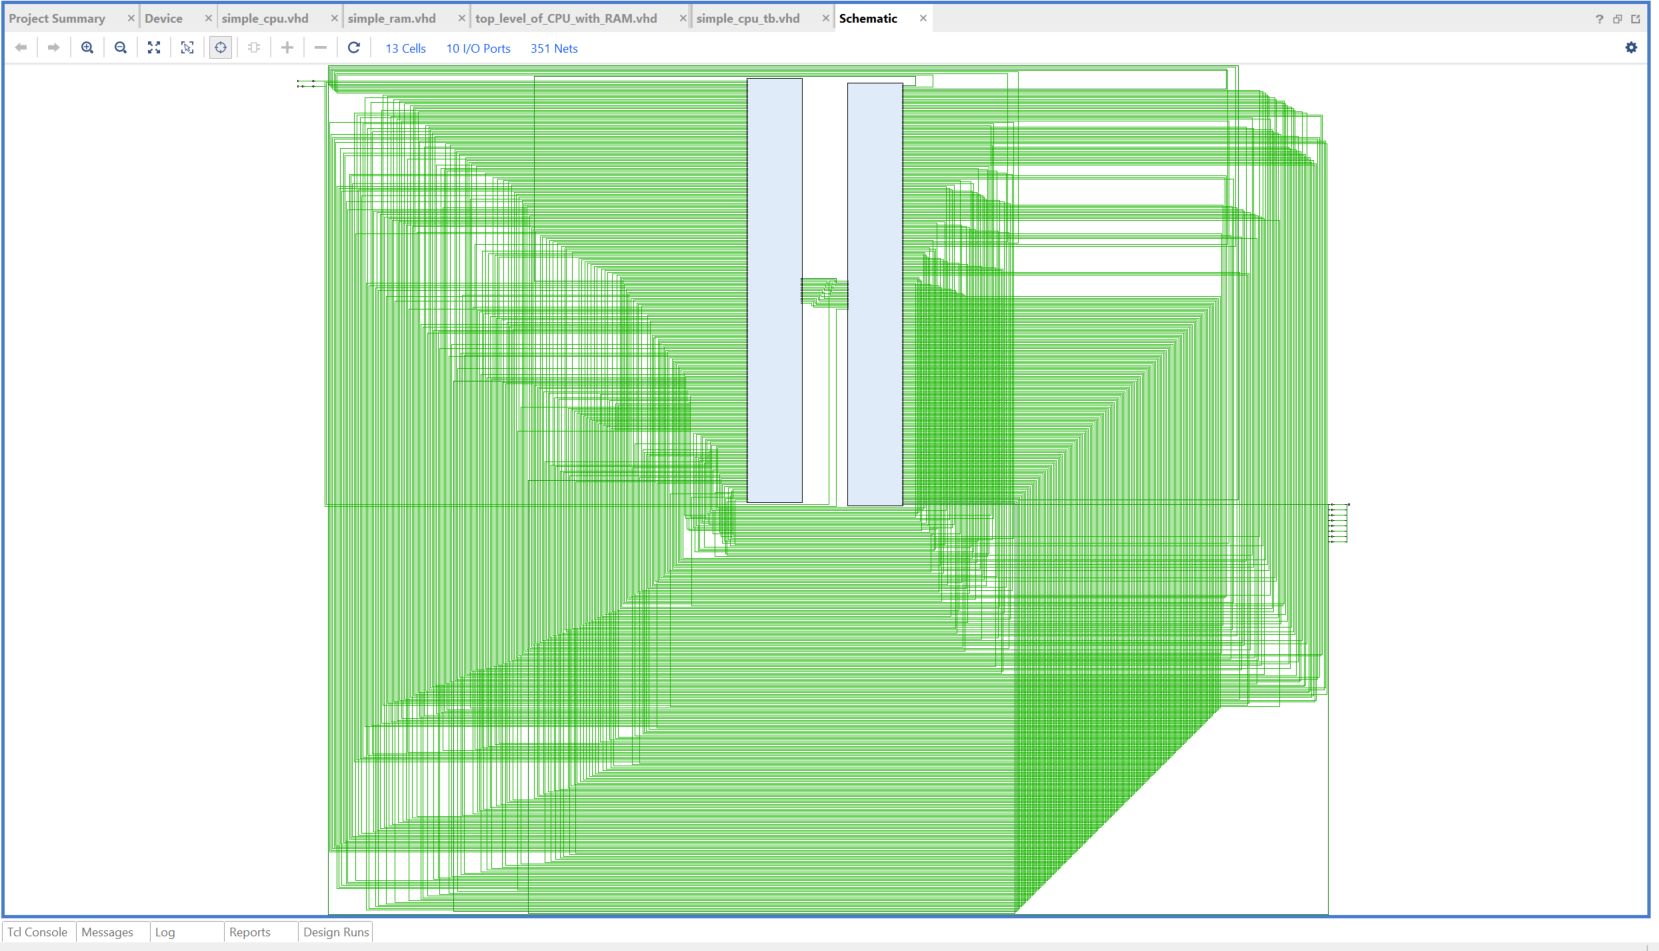 Project Summary × Device × simple_cpu.vhd × simple_ram.vhd × top_level_of_CPU_with_RAM.vhd × simple_cpu_tb.vhd × Schematic × ?
13 Cells 10 I/O Ports 351 Nets
Tcl Console Messages Log Reports Design Runs